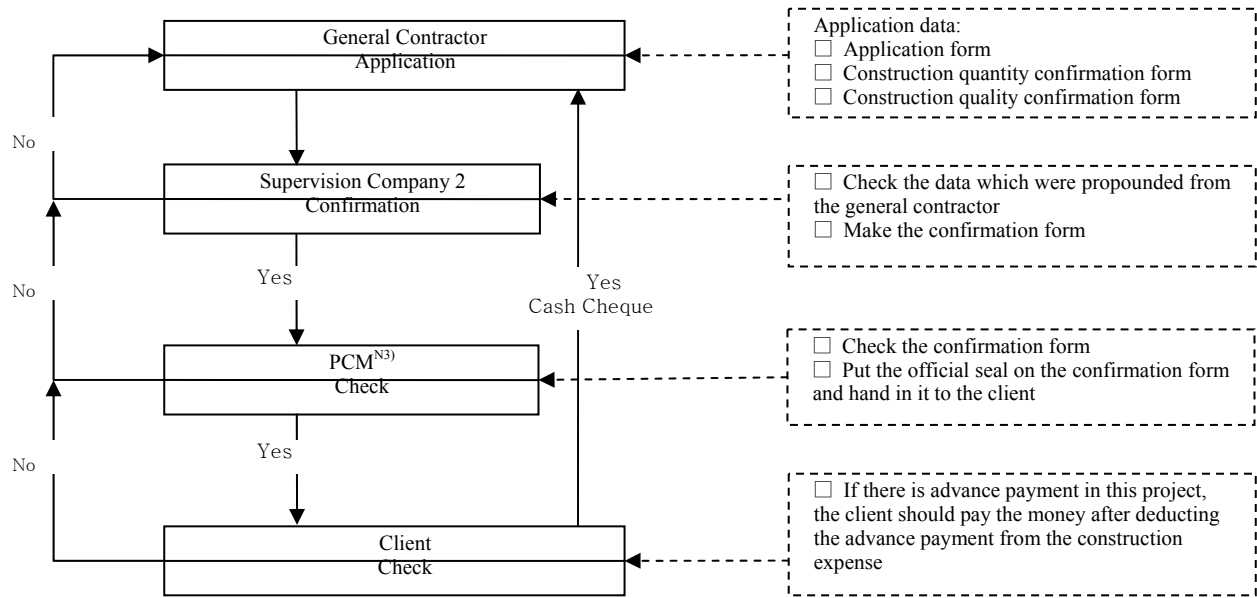 General Contractor
Application
Application data:
□ Application form
□ Construction quantity confirmation form
□ Construction quality confirmation form
No
Supervision Company 2
Confirmation
□ Check the data which were propounded from
the general contractor
□ Make the confirmation form
Yes
No
Yes
Cash Cheque
PCM N3)
Check
□ Check the confirmation form
□ Put the official seal on the confirmation form
and hand in it to the client
Yes
No
Client
Check
□ If there is advance payment in this project,
the client should pay the money after deducting
the advance payment from the construction
expense